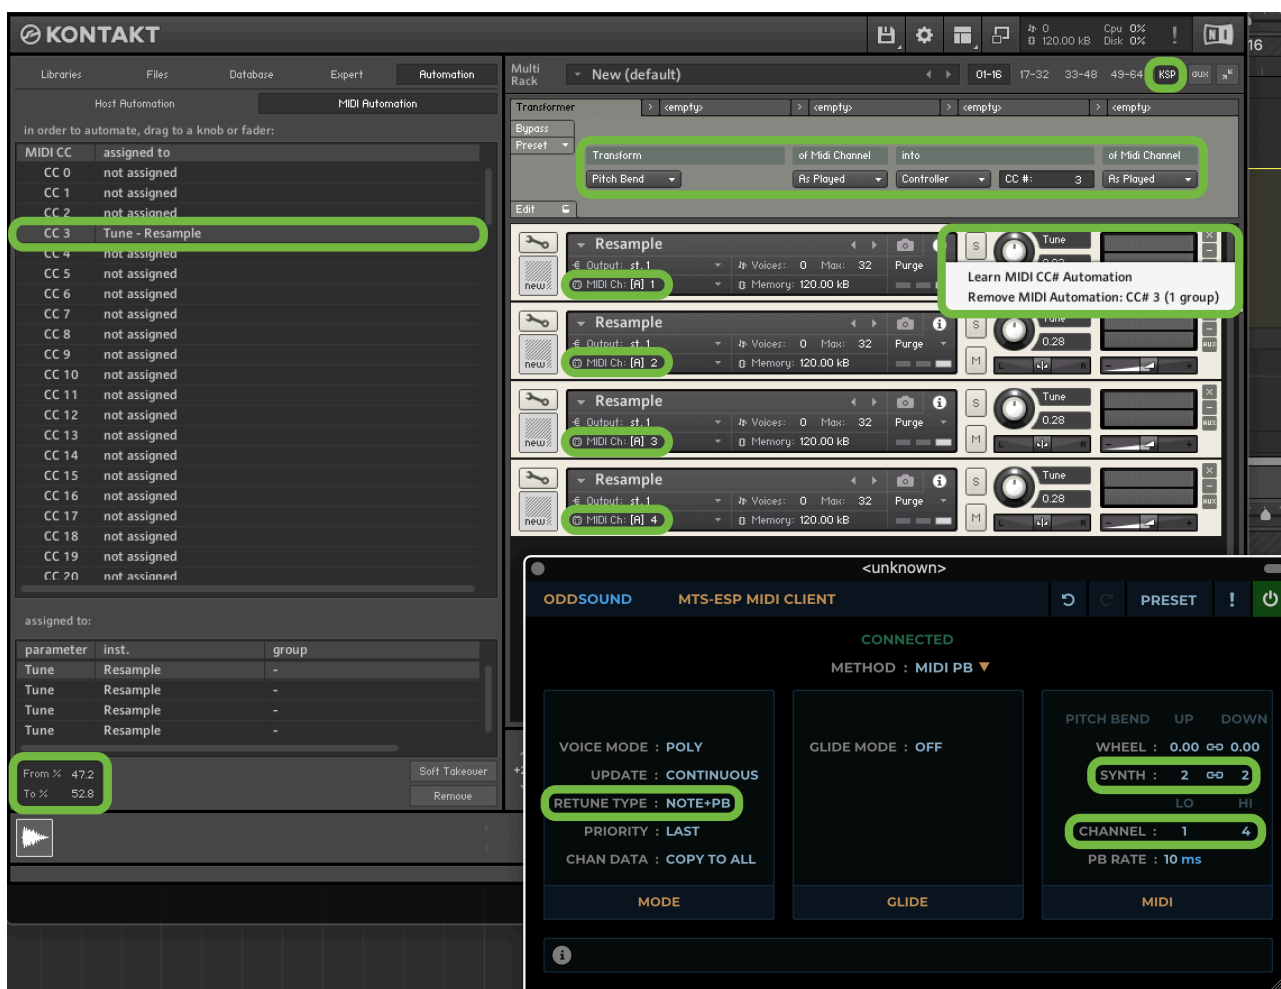 KONTAKT
0
120.00 kB
Cpu 0%
Disk 0%
!
NI
16
Libraries Files Database Expert Automation
Host Automation MIDI Automation
in order to automate, drag to a knob or fader:
MIDI CC assigned to
CC 0 not assigned
CC 1 not assigned
CC 2 not assigned
CC 3 Tune - Resample
CC 4 not assigned
CC 5 not assigned
CC 6 not assigned
CC 7 not assigned
CC 8 not assigned
CC 9 not assigned
CC 10 not assigned
CC 11 not assigned
CC 12 not assigned
CC 13 not assigned
CC 14 not assigned
CC 15 not assigned
CC 16 not assigned
CC 17 not assigned
CC 18 not assigned
CC 19 not assigned
CC 20 not assigned
assigned to:
parameter inst. group
Tune Resample -
Tune Resample -
Tune Resample -
Tune Resample -
From % 47.2
To % 52.8
Soft Takeover
Remove
Multi Rack
New (default)
01-16 17-32 33-48 49-64 KSP aux
Transformer > <empty> > <empty> > <empty> > <empty>
Bypass
Preset
Transform of Midi Channel into of Midi Channel
Pitch Bend As Played Controller CC #: 3 As Played
Edit
Resample S Tune
Output: st.1 Voices: 0 Max: 32 Purge
new MIDI Ch: [A] 1 Memory: 120.00 kB
Learn MIDI CC# Automation
Remove MIDI Automation: CC# 3 (1 group)
Resample S Tune
Output: st.1 Voices: 0 Max: 32 Purge 0.28 aux
new MIDI Ch: [A] 2 Memory: 120.00 kB M L R
Resample S Tune
Output: st.1 Voices: 0 Max: 32 Purge 0.28 aux
new MIDI Ch: [A] 3 Memory: 120.00 kB M L R
Resample S Tune
Output: st.1 Voices: 0 Max: 32 Purge 0.28 aux
new MIDI Ch: [A] 4 Memory: 120.00 kB M L R
<unknown>
ODDSOUND MTS-ESP MIDI CLIENT PRESET !
CONNECTED
METHOD : MIDI PB
VOICE MODE : POLY
UPDATE : CONTINUOUS
RETUNE TYPE : NOTE+PB
PRIORITY : LAST
CHAN DATA : COPY TO ALL
MODE
GLIDE MODE : OFF
GLIDE
PITCH BEND UP DOWN
WHEEL : 0.00 0.00
SYNTH : 2 2
LO HI
CHANNEL : 1 4
PB RATE : 10 ms
MIDI